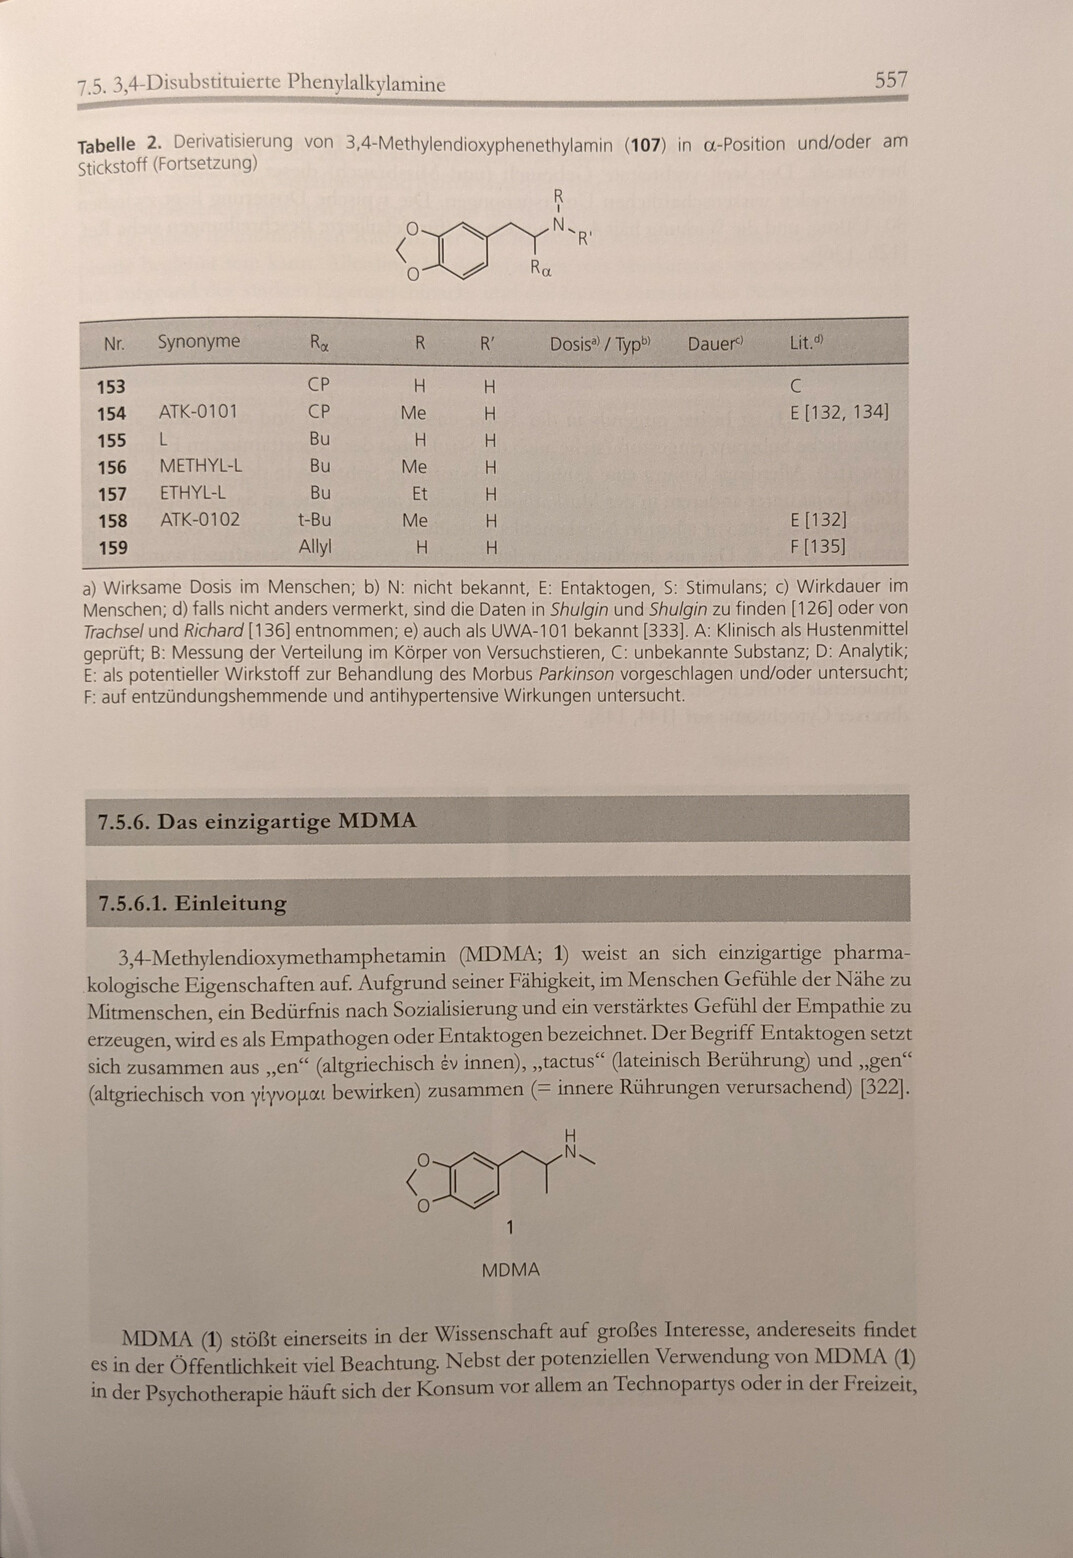 7.5. 3,4-Disubstituierte Phenylalkylamine 557
Tabelle 2. Derivatisierung von 3,4-Methylendioxyphenethylamin (107) in α-Position und/oder am
Stickstoff (Fortsetzung)
R
O N R'
O Rα
Nr. Synonyme Rα R R' Dosis a) / Typ b) Dauer c) Lit. d)
153 CP H H C
154 ATK-0101 CP Me H E [132, 134]
155 L Bu H H
156 METHYL-L Bu Me H
157 ETHYL-L Bu Et H
158 ATK-0102 t-Bu Me H E [132]
159 Allyl H H F [135]
a) Wirksame Dosis im Menschen; b) N: nicht bekannt, E: Entaktogen, S: Stimulans; c) Wirkdauer im
Menschen; d) falls nicht anders vermerkt, sind die Daten in Shulgin und Shulgin zu finden [126] oder von
Trachsel und Richard [136] entnommen; e) auch als UWA-101 bekannt [333]. A: Klinisch als Hustenmittel
geprüft; B: Messung der Verteilung im Körper von Versuchstieren, C: unbekannte Substanz; D: Analytik;
E: als potentieller Wirkstoff zur Behandlung des Morbus Parkinson vorgeschlagen und/oder untersucht;
F: auf entzündungshemmende und antihypertensive Wirkungen untersucht.
7.5.6. Das einzigartige MDMA
7.5.6.1. Einleitung
3,4-Methylendioxymethamphetamin (MDMA; 1) weist an sich einzigartige pharma-
kologische Eigenschaften auf. Aufgrund seiner Fähigkeit, im Menschen Gefühle der Nähe zu
Mitmenschen, ein Bedürfnis nach Sozialisierung und ein verstärktes Gefühl der Empathie zu
erzeugen, wird es als Empathogen oder Entaktogen bezeichnet. Der Begriff Entaktogen setzt
sich zusammen aus „en“ (altgriechisch ἐν innen), „tactus“ (lateinisch Berührung) und „gen“
(altgriechisch von γίγνομαι bewirken) zusammen (= innere Rührungen verursachend) [322].
H
O N
O
1
MDMA
MDMA (1) stößt einerseits in der Wissenschaft auf großes Interesse, andereseits findet
es in der Öffentlichkeit viel Beachtung. Nebst der potenziellen Verwendung von MDMA (1)
in der Psychotherapie häuft sich der Konsum vor allem an Technopartys oder in der Freizeit,